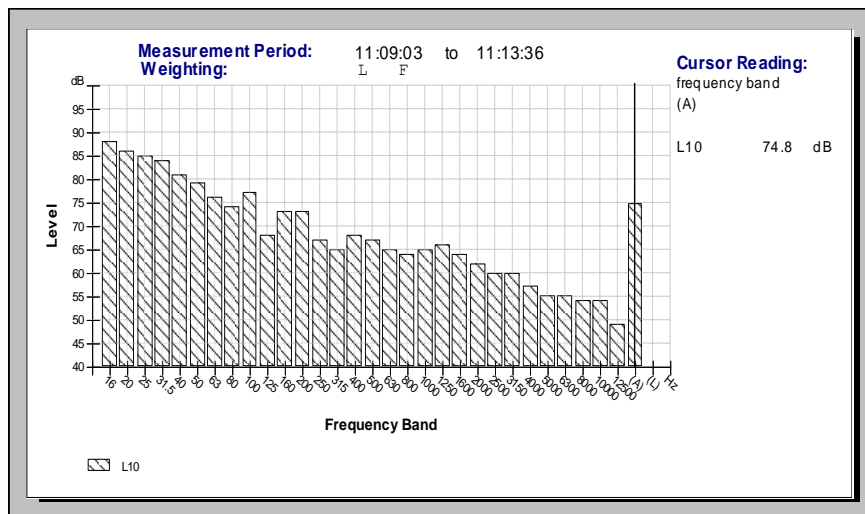 Measurement Period: 11:09:03 to 11:13:36
Weighting: L F
Cursor Reading:
frequency band
(A)
L10 74.8 dB
dB
95
90
85
80
75
70
65
60
55
50
45
40
Level
16 20 25 31.5 40 50 63 80 100 125 160 200 250 315 400 500 630 800 1000 1250 1600 2000 2500 3150 4000 5000 6300 8000 10000 12500 (A) (L) Hz
Frequency Band
L10